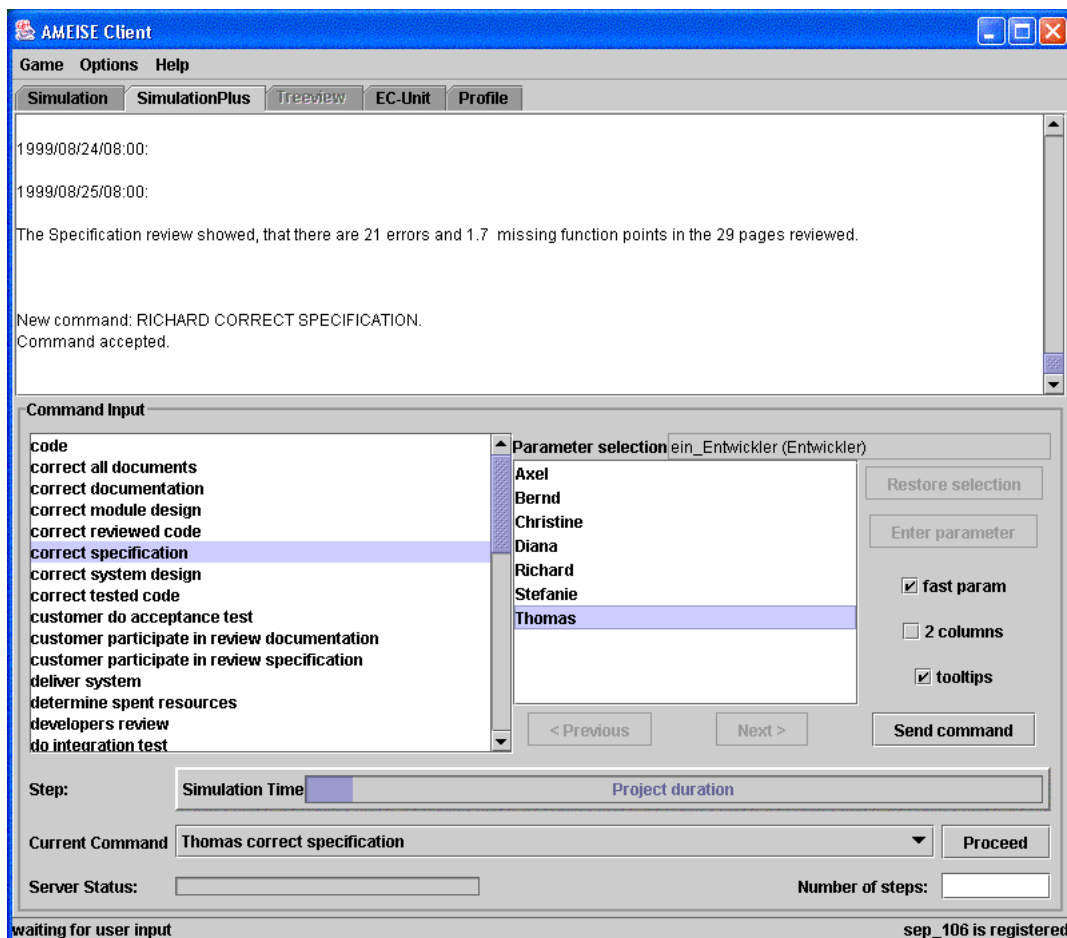 AMEISE Client
Game Options Help
Simulation SimulationPlus Treeview EC-Unit Profile
1999/08/24/08:00:
1999/08/25/08:00:
The Specification review showed, that there are 21 errors and 1.7 missing function points in the 29 pages reviewed.
New command: RICHARD CORRECT SPECIFICATION.
Command accepted.
Command Input
code
correct all documents
correct documentation
correct module design
correct reviewed code
correct specification
correct system design
correct tested code
customer do acceptance test
customer participate in review documentation
customer participate in review specification
deliver system
determine spent resources
developers review
do integration test
Parameter selection ein_Entwickler (Entwickler)
Axel
Bernd
Christine
Diana
Richard
Stefanie
Thomas
Restore selection
Enter parameter
fast param
2 columns
tooltips
< Previous Next > Send command
Step: Simulation Time Project duration
Current Command Thomas correct specification Proceed
Server Status: Number of steps:
waiting for user input sep_106 is registered